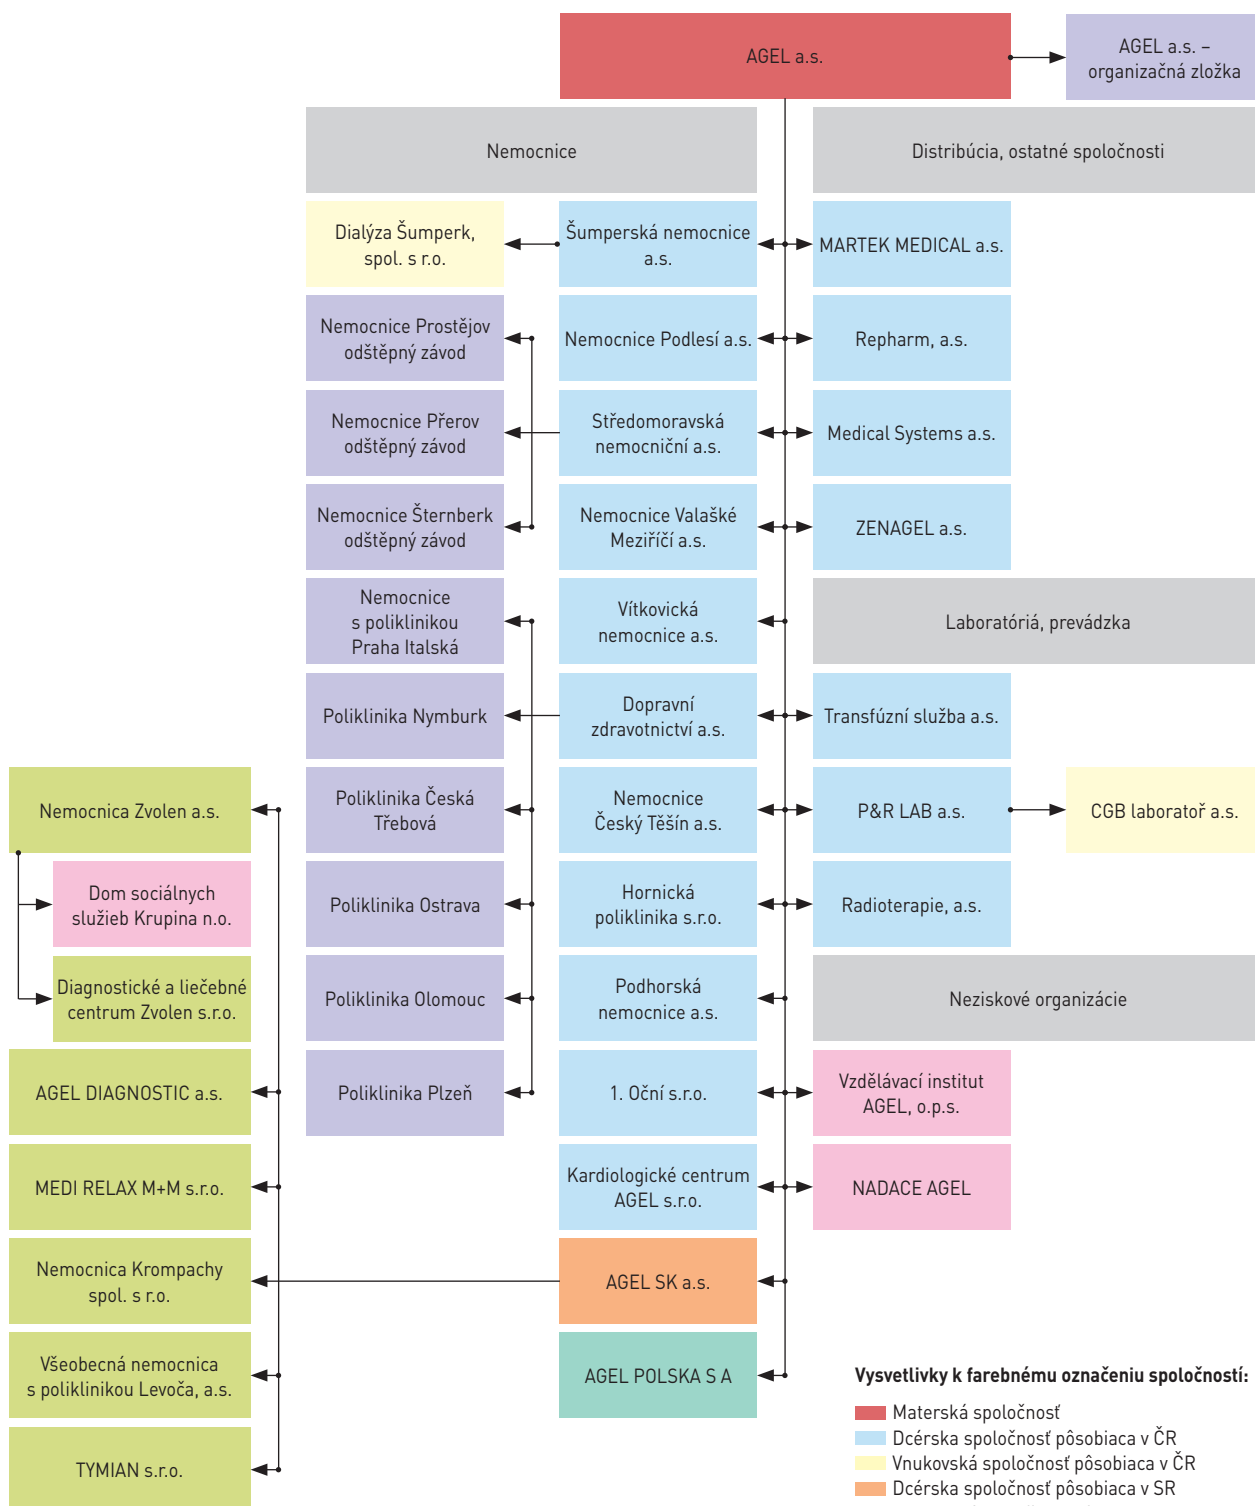 AGEL a.s.
AGEL a.s. –
organizačná zložka
Nemocnice
Distribúcia, ostatné spoločnosti
Dialýza Šumperk,
spol. s r.o.
Šumperská nemocnice
a.s.
MARTEK MEDICAL a.s.
Nemocnice Prostějov
odštěpný závod
Nemocnice Podlesí a.s.
Repharm, a.s.
Nemocnice Přerov
odštěpný závod
Středomoravská
nemocniční a.s.
Medical Systems a.s.
Nemocnice Šternberk
odštěpný závod
Nemocnice Valašké
Meziříčí a.s.
ZENAGEL a.s.
Nemocnice
s poliklinikou
Praha Italská
Vítkovická
nemocnice a.s.
Laboratóriá, prevádzka
Poliklinika Nymburk
Dopravní
zdravotnictví a.s.
Transfúzní služba a.s.
Nemocnica Zvolen a.s.
Poliklinika Česká
Třebová
Nemocnice
Český Těšín a.s.
P&R LAB a.s.
CGB laboratoř a.s.
Dom sociálnych
služieb Krupina n.o.
Poliklinika Ostrava
Hornická
poliklinika s.r.o.
Radioterapie, a.s.
Diagnostické a liečebné
centrum Zvolen s.r.o.
Poliklinika Olomouc
Podhorská
nemocnice a.s.
Neziskové organizácie
AGEL DIAGNOSTIC a.s.
Poliklinika Plzeň
1. Oční s.r.o.
Vzdělávací institut
AGEL, o.p.s.
MEDI RELAX M+M s.r.o.
Kardiologické centrum
AGEL s.r.o.
NADACE AGEL
Nemocnica Krompachy
spol. s r.o.
AGEL SK a.s.
Všeobecná nemocnica
s poliklinikou Levoča, a.s.
AGEL POLSKA S A
TYMIAN s.r.o.
Vysvetlivky k farebnému označeniu spoločností:
Materská spoločnosť
Dcérska spoločnosť pôsobiaca v ČR
Vnukovská spoločnosť pôsobiaca v ČR
Dcérska spoločnosť pôsobiaca v SR